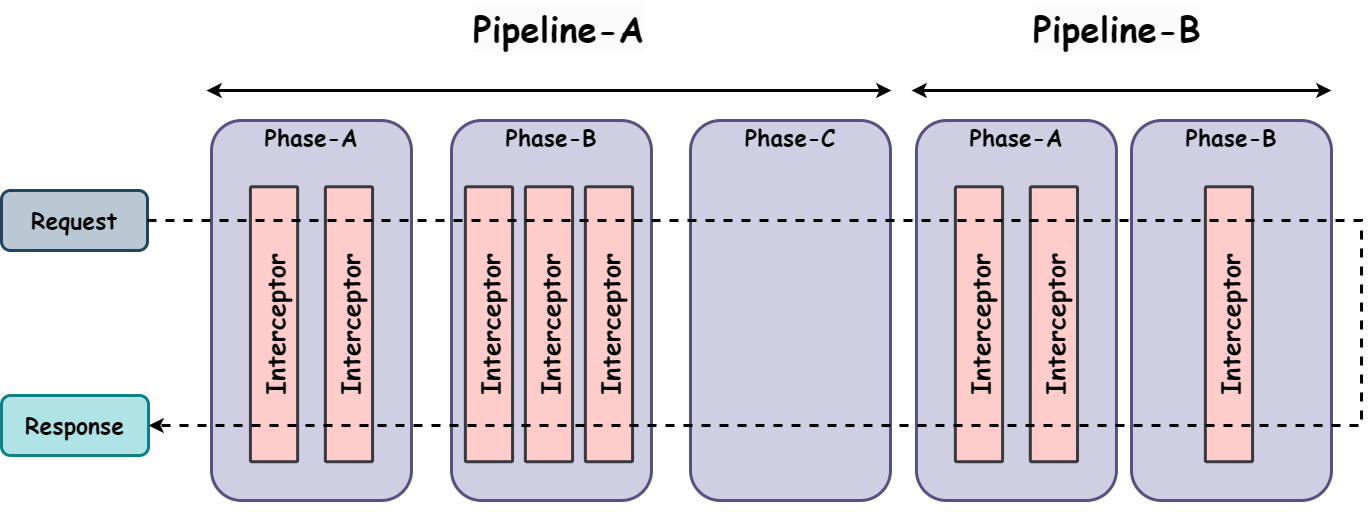 Pipeline-A
Pipeline-B
Phase-A
Phase-B
Phase-C
Phase-A
Phase-B
Request
Interceptor
Interceptor
Interceptor
Interceptor
Interceptor
Interceptor
Interceptor
Interceptor
Response